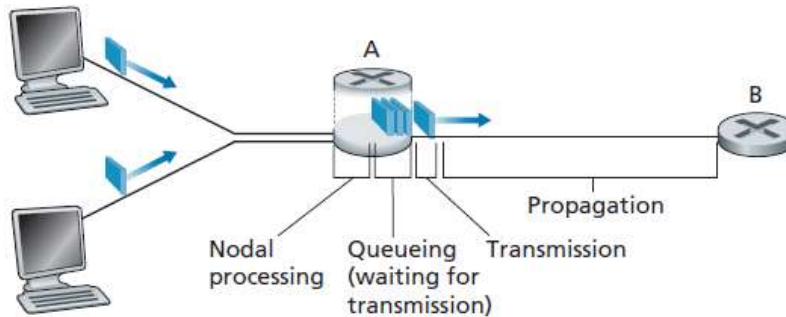 A
B
Propagation
Nodal
processing
Queueing
(waiting for
transmission)
Transmission